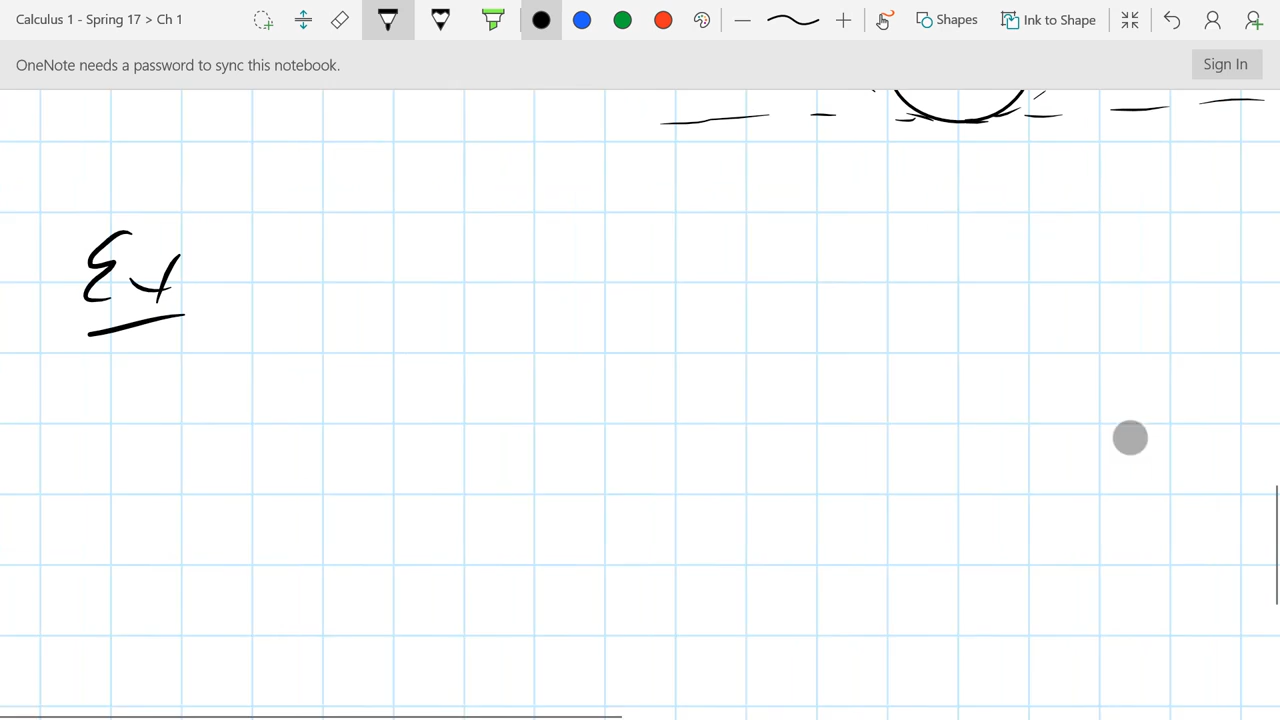 Calculus 1 - Spring 17 > Ch 1
Shapes
Ink to Shape
OneNote needs a password to sync this notebook.
Sign In
Ex